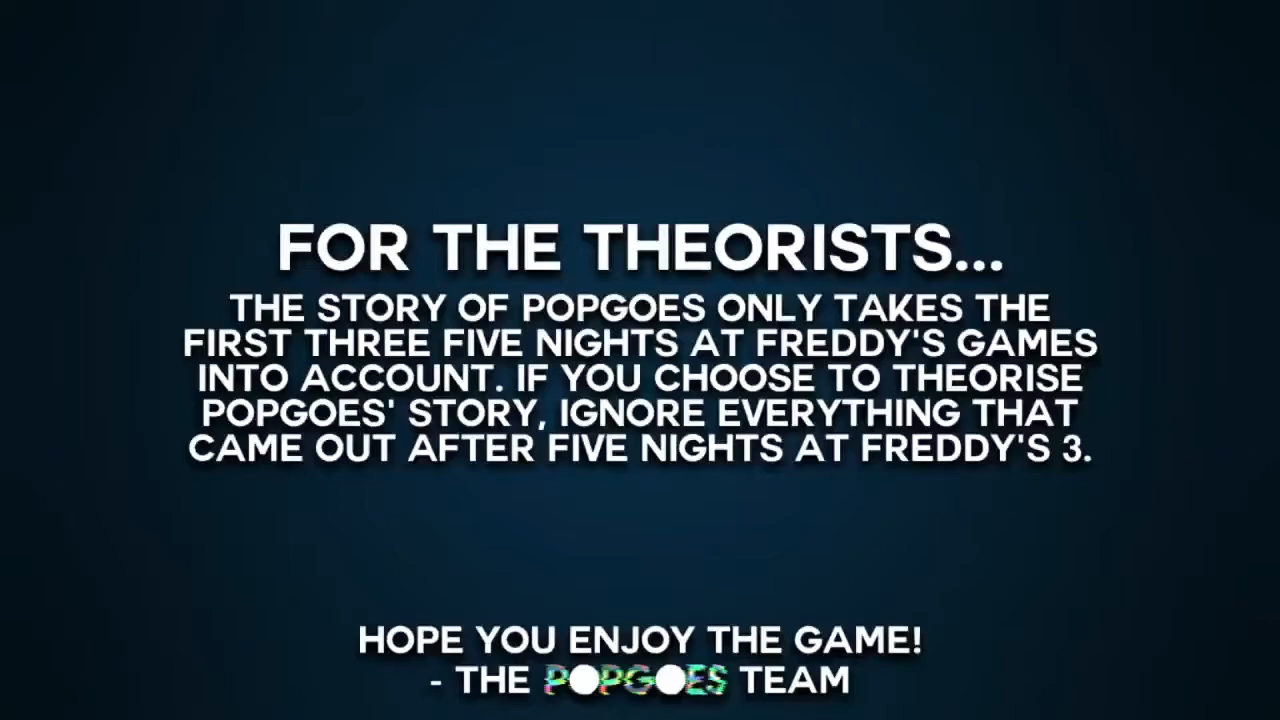 FOR THE THEORISTS...
THE STORY OF POPGOES ONLY TAKES THE
FIRST THREE FIVE NIGHTS AT FREDDY'S GAMES
INTO ACCOUNT. IF YOU CHOOSE TO THEORISE
POPGOES' STORY, IGNORE EVERYTHING THAT
CAME OUT AFTER FIVE NIGHTS AT FREDDY'S 3.
HOPE YOU ENJOY THE GAME!
- THE POPGOES TEAM